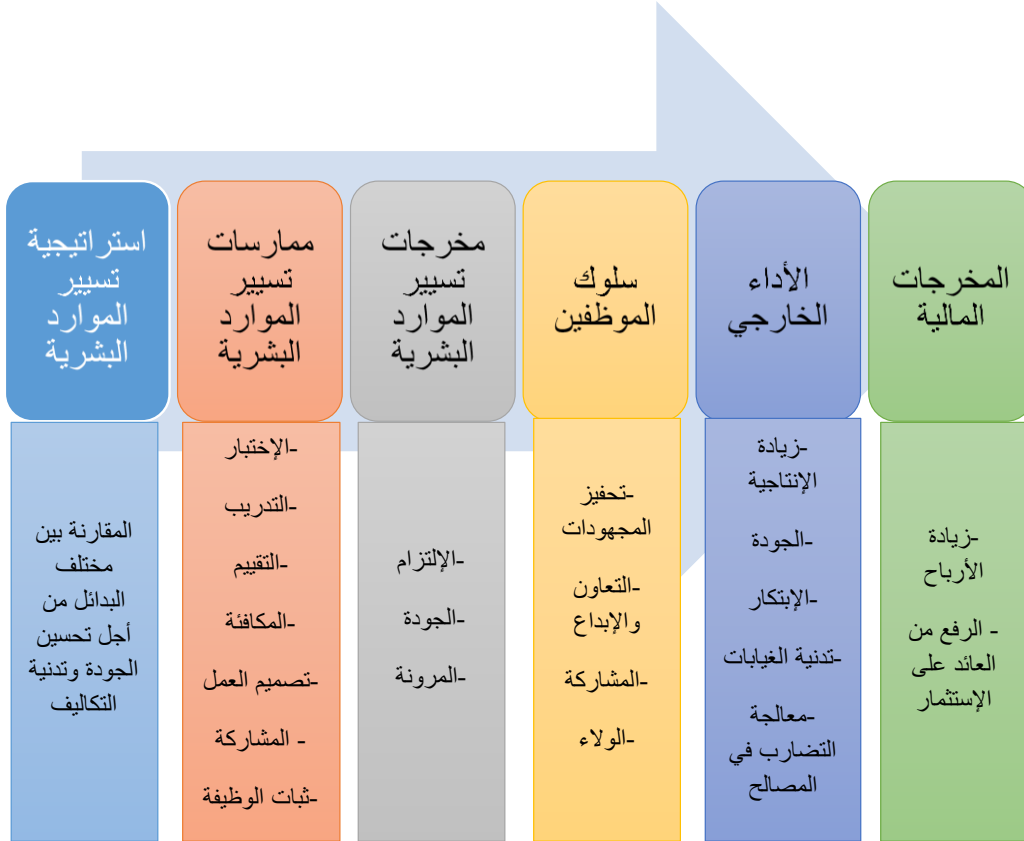 استراتيجية
تسيير
الموارد
البشرية
المقارنة بين
مختلف
البدائل من
أجل تحسين
الجودة وتدنية
التكاليف
ممارسات
تسيير
الموارد
البشرية
-الإختبار
-التدريب
-التقييم
-المكافئة
-تصميم العمل
- المشاركة
-ثبات الوظيفة
مخرجات
تسيير
الموارد
البشرية
-الإلتزام
-الجودة
-المرونة
سلوك
الموظفين
-تحفيز
المجهودات
-التعاون
والإبداع
-المشاركة
-الولاء
الأداء
الخارجي
-زيادة
الإنتاجية
-الجودة
-الإبتكار
-تدنية الغيابات
-معالجة
التضارب في
المصالح
المخرجات
المالية
-زيادة
الأرباح
- الرفع من
العائد على
الإستثمار